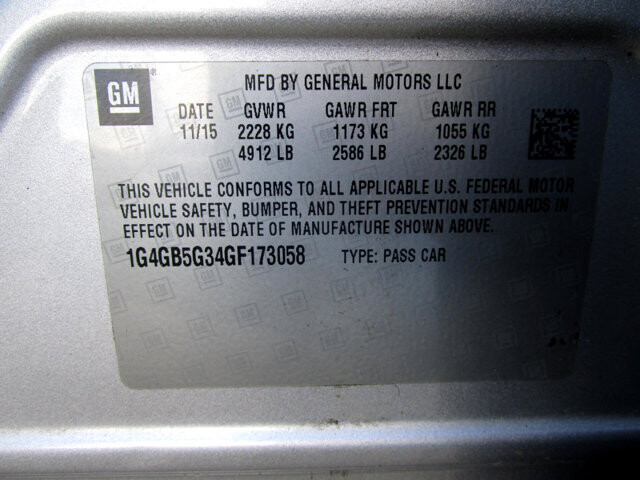 GM
MFD BY GENERAL MOTORS LLC
DATE GVWR GAWR FRT GAWR RR
11/15 2228 KG 1173 KG 1055 KG
4912 LB 2586 LB 2326 LB
THIS VEHICLE CONFORMS TO ALL APPLICABLE U.S. FEDERAL MOTOR
VEHICLE SAFETY, BUMPER, AND THEFT PREVENTION STANDARDS IN
EFFECT ON THE DATE OF MANUFACTURE SHOWN ABOVE.
1G4GB5G34GF173058 TYPE: PASS CAR